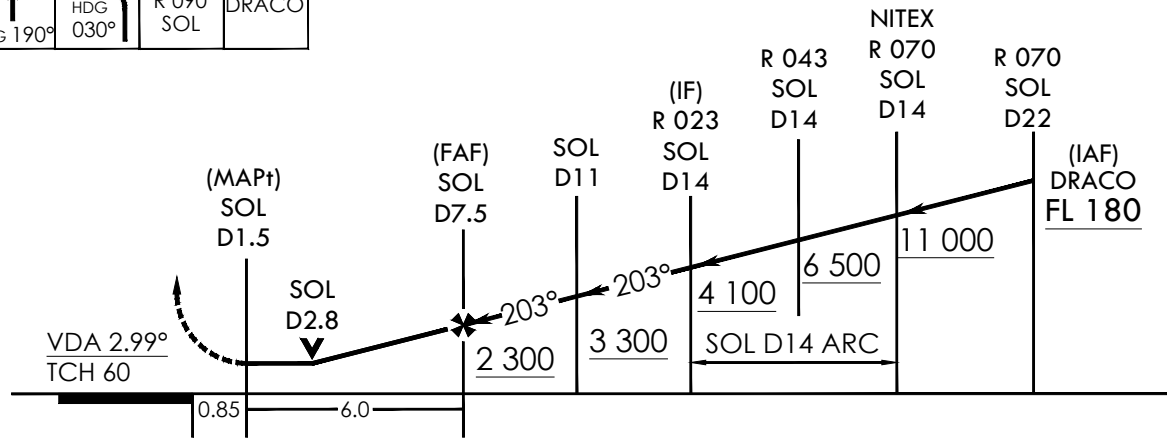 HDG
030°
R 090
SOL
DRACO
G 190°
(MAPt)
SOL
D1.5
SOL
D2.8
(FAF)
SOL
D7.5
SOL
D11
(IF)
R 023
SOL
D14
R 043
SOL
D14
NITEX
R 070
SOL
D14
R 070
SOL
D22
(IAF)
DRACO
FL 180
11 000
6 500
4 100
203°
203°
3 300
2 300
SOL D14 ARC
VDA 2.99°
TCH 60
0.85
6.0